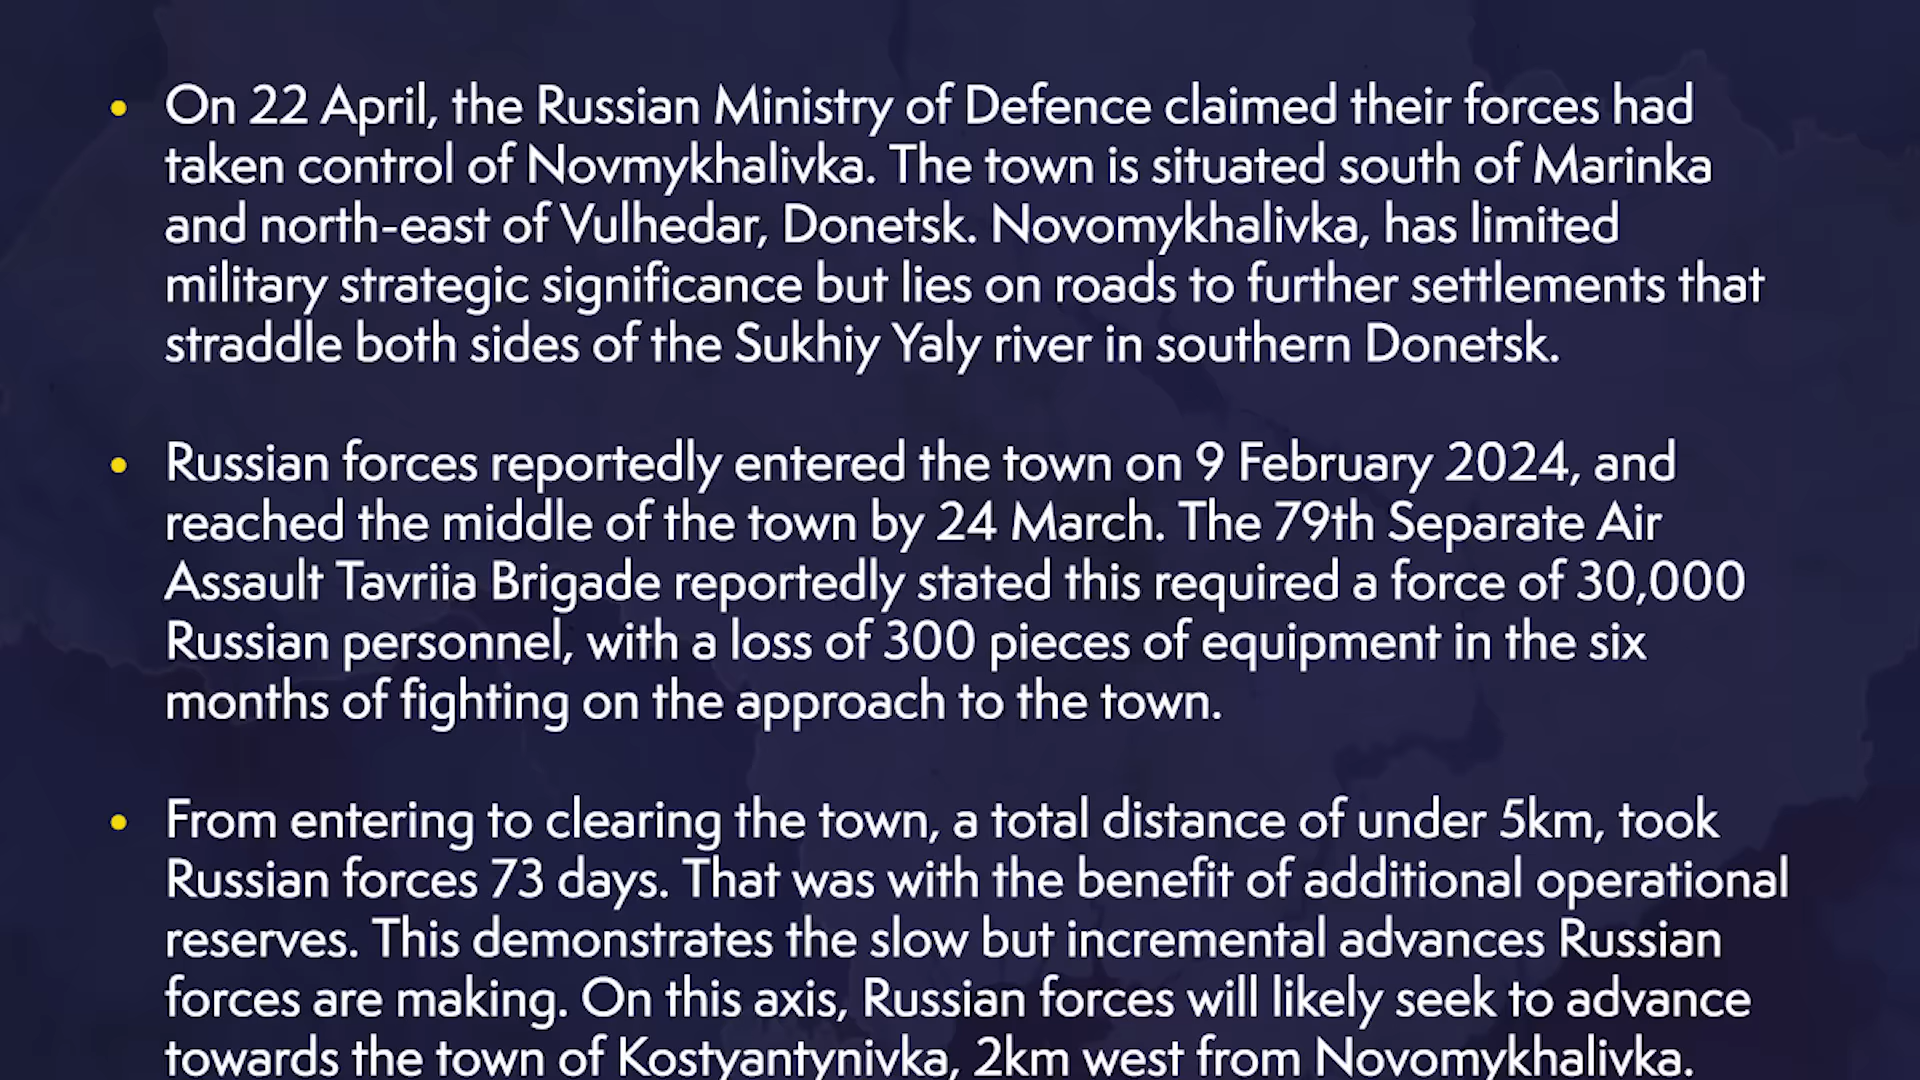 • On 22 April, the Russian Ministry of Defence claimed their forces had
taken control of Novmykhalivka. The town is situated south of Marinka
and north-east of Vulhedar, Donetsk. Novomykhalivka, has limited
military strategic significance but lies on roads to further settlements that
straddle both sides of the Sukhiy Yaly river in southern Donetsk.
• Russian forces reportedly entered the town on 9 February 2024, and
reached the middle of the town by 24 March. The 79th Separate Air
Assault Tavriia Brigade reportedly stated this required a force of 30,000
Russian personnel, with a loss of 300 pieces of equipment in the six
months of fighting on the approach to the town.
• From entering to clearing the town, a total distance of under 5km, took
Russian forces 73 days. That was with the benefit of additional operational
reserves. This demonstrates the slow but incremental advances Russian
forces are making. On this axis, Russian forces will likely seek to advance
towards the town of Kostyantynivka, 2km west from Novomykhalivka.